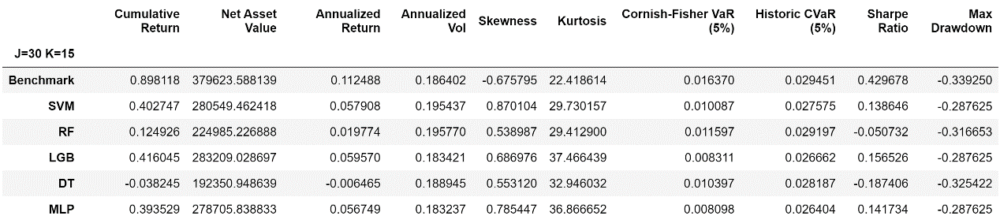 Cumulative Return Net Asset Value Annualized Return Annualized Vol Skewness Kurtosis Cornish-Fisher VaR (5%) Historic CVaR (5%) Sharpe Ratio Max Drawdown
J=30 K=15
Benchmark 0.898118 379623.588139 0.112488 0.186402 -0.675795 22.418614 0.016370 0.029451 0.429678 -0.339250
SVM 0.402747 280549.462418 0.057908 0.195437 0.870104 29.730157 0.010087 0.027575 0.138646 -0.287625
RF 0.124926 224985.226888 0.019774 0.195770 0.538987 29.412900 0.011597 0.029197 -0.050732 -0.316653
LGB 0.416045 283209.028697 0.059570 0.183421 0.686976 37.466439 0.008311 0.026662 0.156526 -0.287625
DT -0.038245 192350.948639 -0.006465 0.188945 0.553120 32.946032 0.010397 0.028187 -0.187406 -0.325422
MLP 0.393529 278705.838833 0.056749 0.183237 0.785447 36.866652 0.008098 0.026404 0.141734 -0.287625